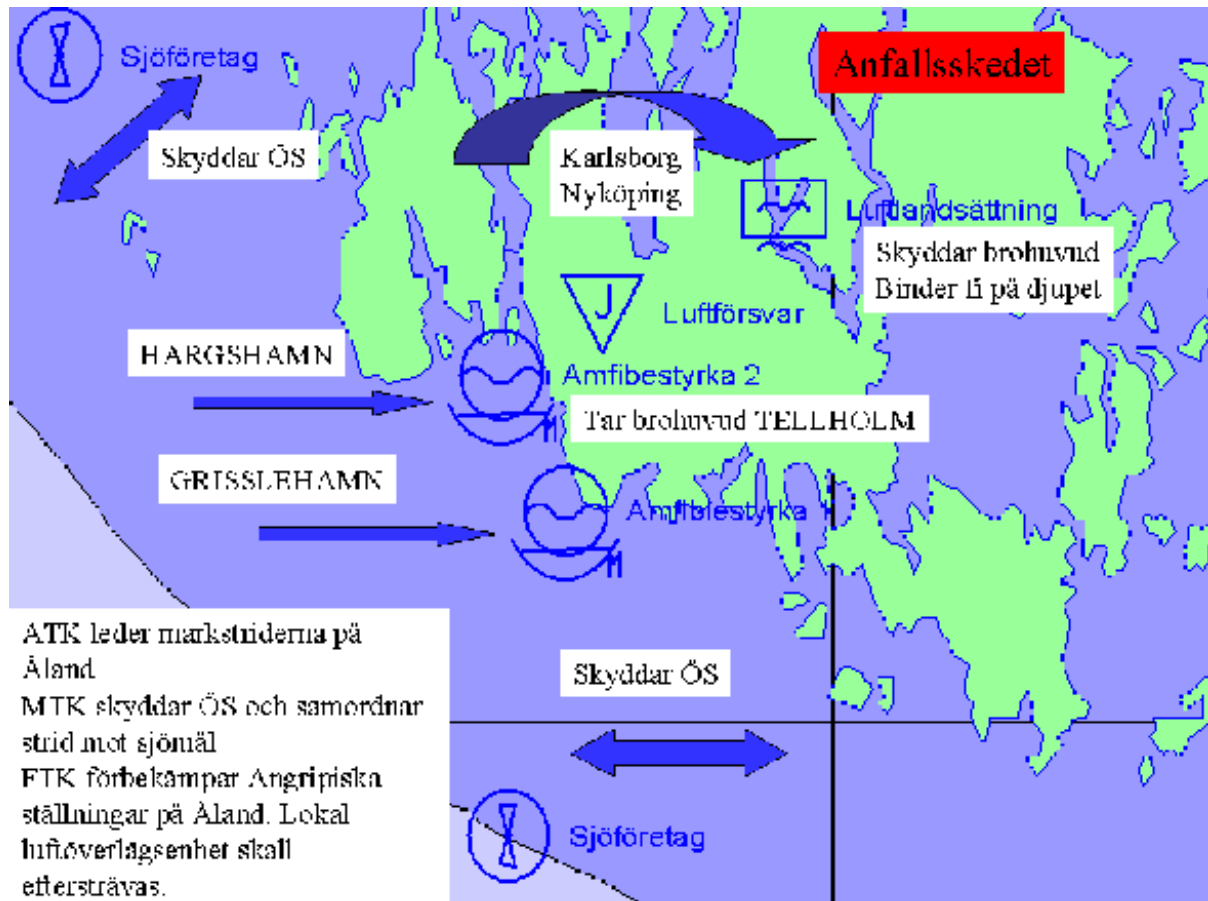 Sjöföretag
Anfallsskedet
Skyddar ÖS
Karlsborg
Nyköping
Luftlandsättning
Skyddar brohuvud
Binder fi på djupet
J
Luftförsvar
HARGSHAMN
Amfibestyrka 2
M
Tar brohuvud TELLHOLM
GRISSLEHAMN
Amfibiestyrka 1
M
ATK leder markstriderna på
Åland
MTK skyddar ÖS och samordnar
strid mot sjömål
FTK förbekämpar Angripiska
ställningar på Åland. Lokal
luftöverlägsenhet skall
eftersträvas.
Skyddar ÖS
Sjöföretag